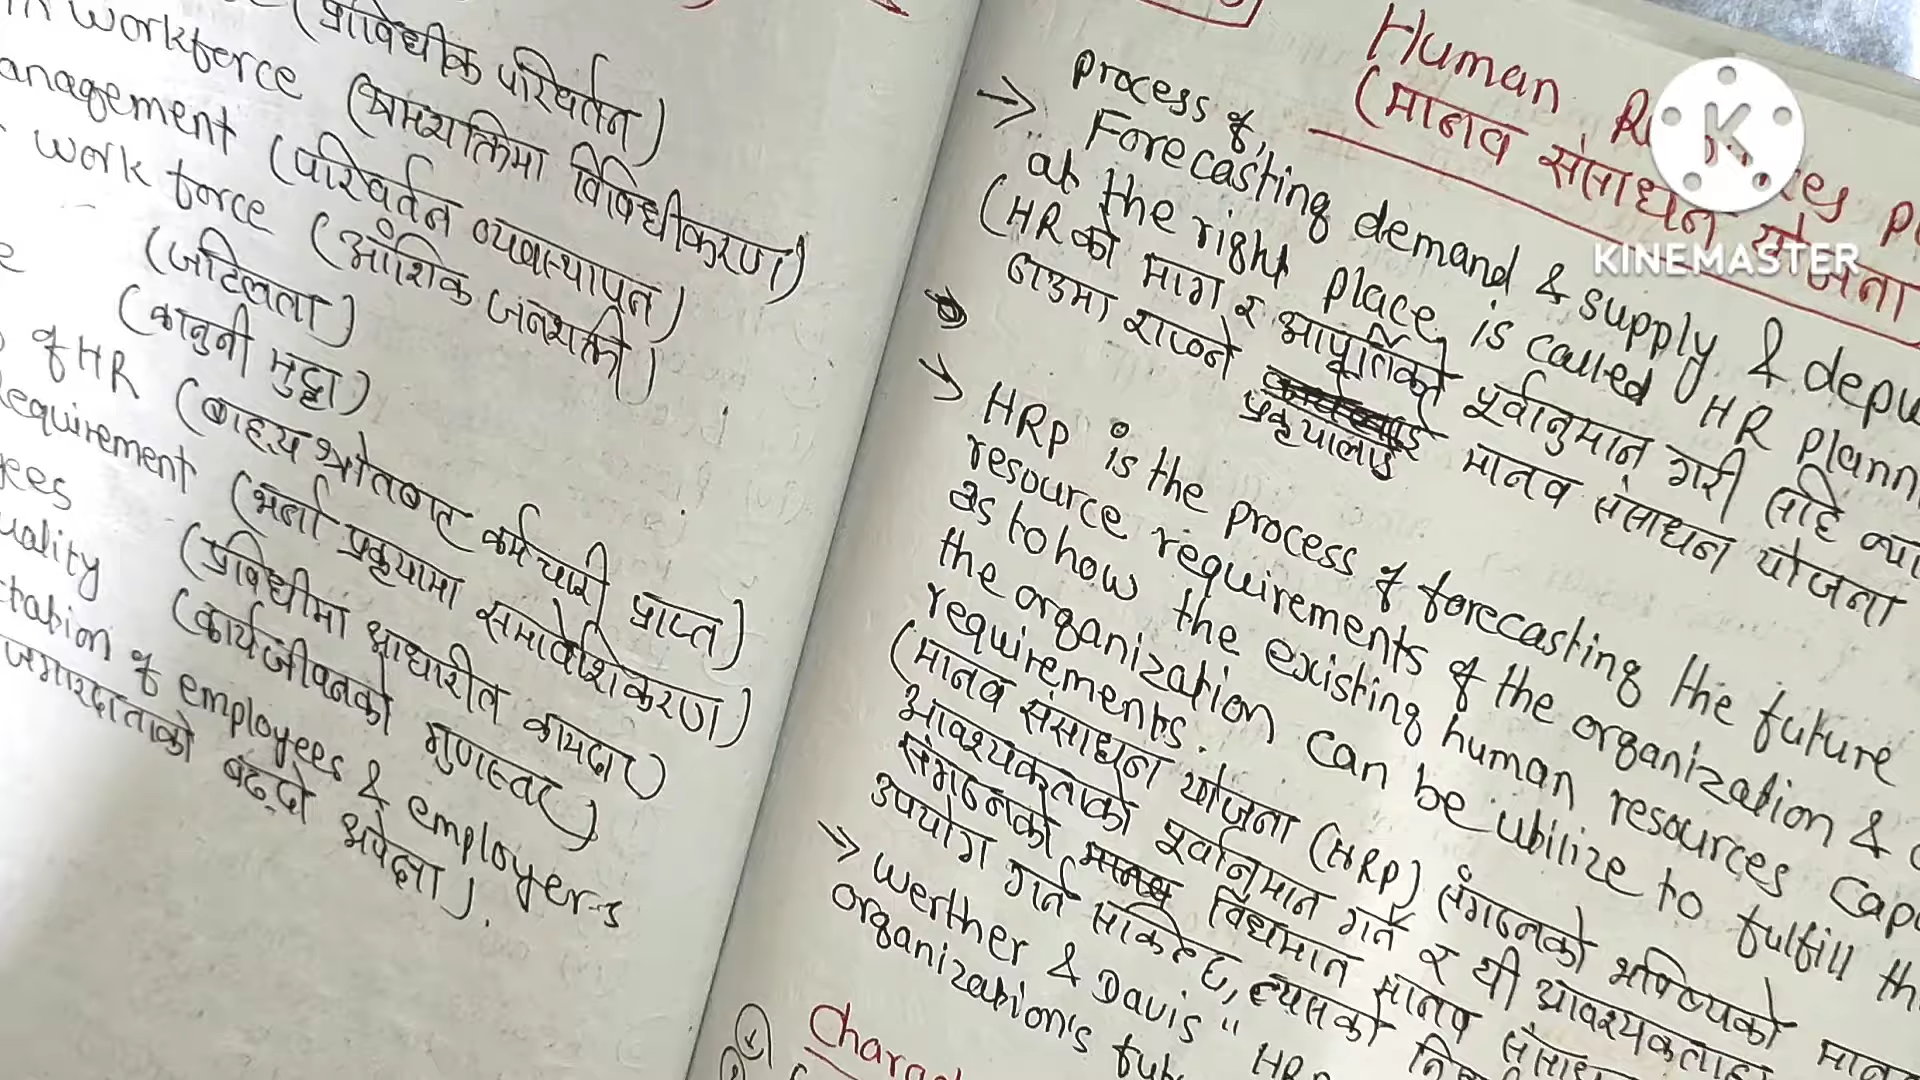 (प्राविधीक परिवर्तन)
workforce (श्रमशक्तिमा विविधीकरण)
anagement (परिवर्तन व्यवस्थापन)
work force (आंशिक जनशक्ती)
(जटिलता)
(कानुनी मुद्दा)
of HR (बाह्य श्रोतबाट कर्मचारी प्राप्त)
equirement (भर्ना प्रकृयामा समावेशिकरण)
yees (प्रविधीमा आधारीत कामदार)
uality (कार्यजीवनको गुणस्तर)
ctation of employees & employer-s
जगारदाताको बढ्दो अपेक्षा).
Human
(मानव संसाधन योजना
process of,
→ Forecasting demand & supply & depu
at the right place is called HR plann
(HR को माग र आपूर्तिको पूर्वानुमान गरी सहि
ठाउमा राख्ने मानव संसाधन योजना
प्रकृयालाई
→ HRP is the process of forecasting the future
resource requirements of the organization &
as to how the existing human resources cap
the organization can be utilize to fulfill th
requirements.
(मानव संसाधन योजना (HRP) संगठनको भविष्यको मानव
आवश्यकताको पूर्वानुमान गर्ने र यी आवश्यकताह
संगठनको विद्यमान मानव संसाध
उपयोग गर्न सकिन्छ, त्यसको
→ Werther & Davis " HRP
organization's futu
① Charac
KINEMASTER